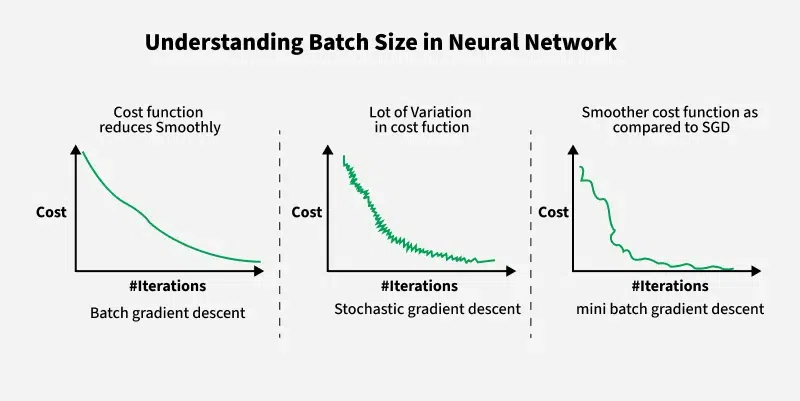 Understanding Batch Size in Neural Network
Cost function
reduces Smoothly
Cost
#Iterations
Batch gradient descent
Lot of Variation
in cost fuction
Cost
#Iterations
Stochastic gradient descent
Smoother cost function as
compared to SGD
Cost
#Iterations
mini batch gradient descent